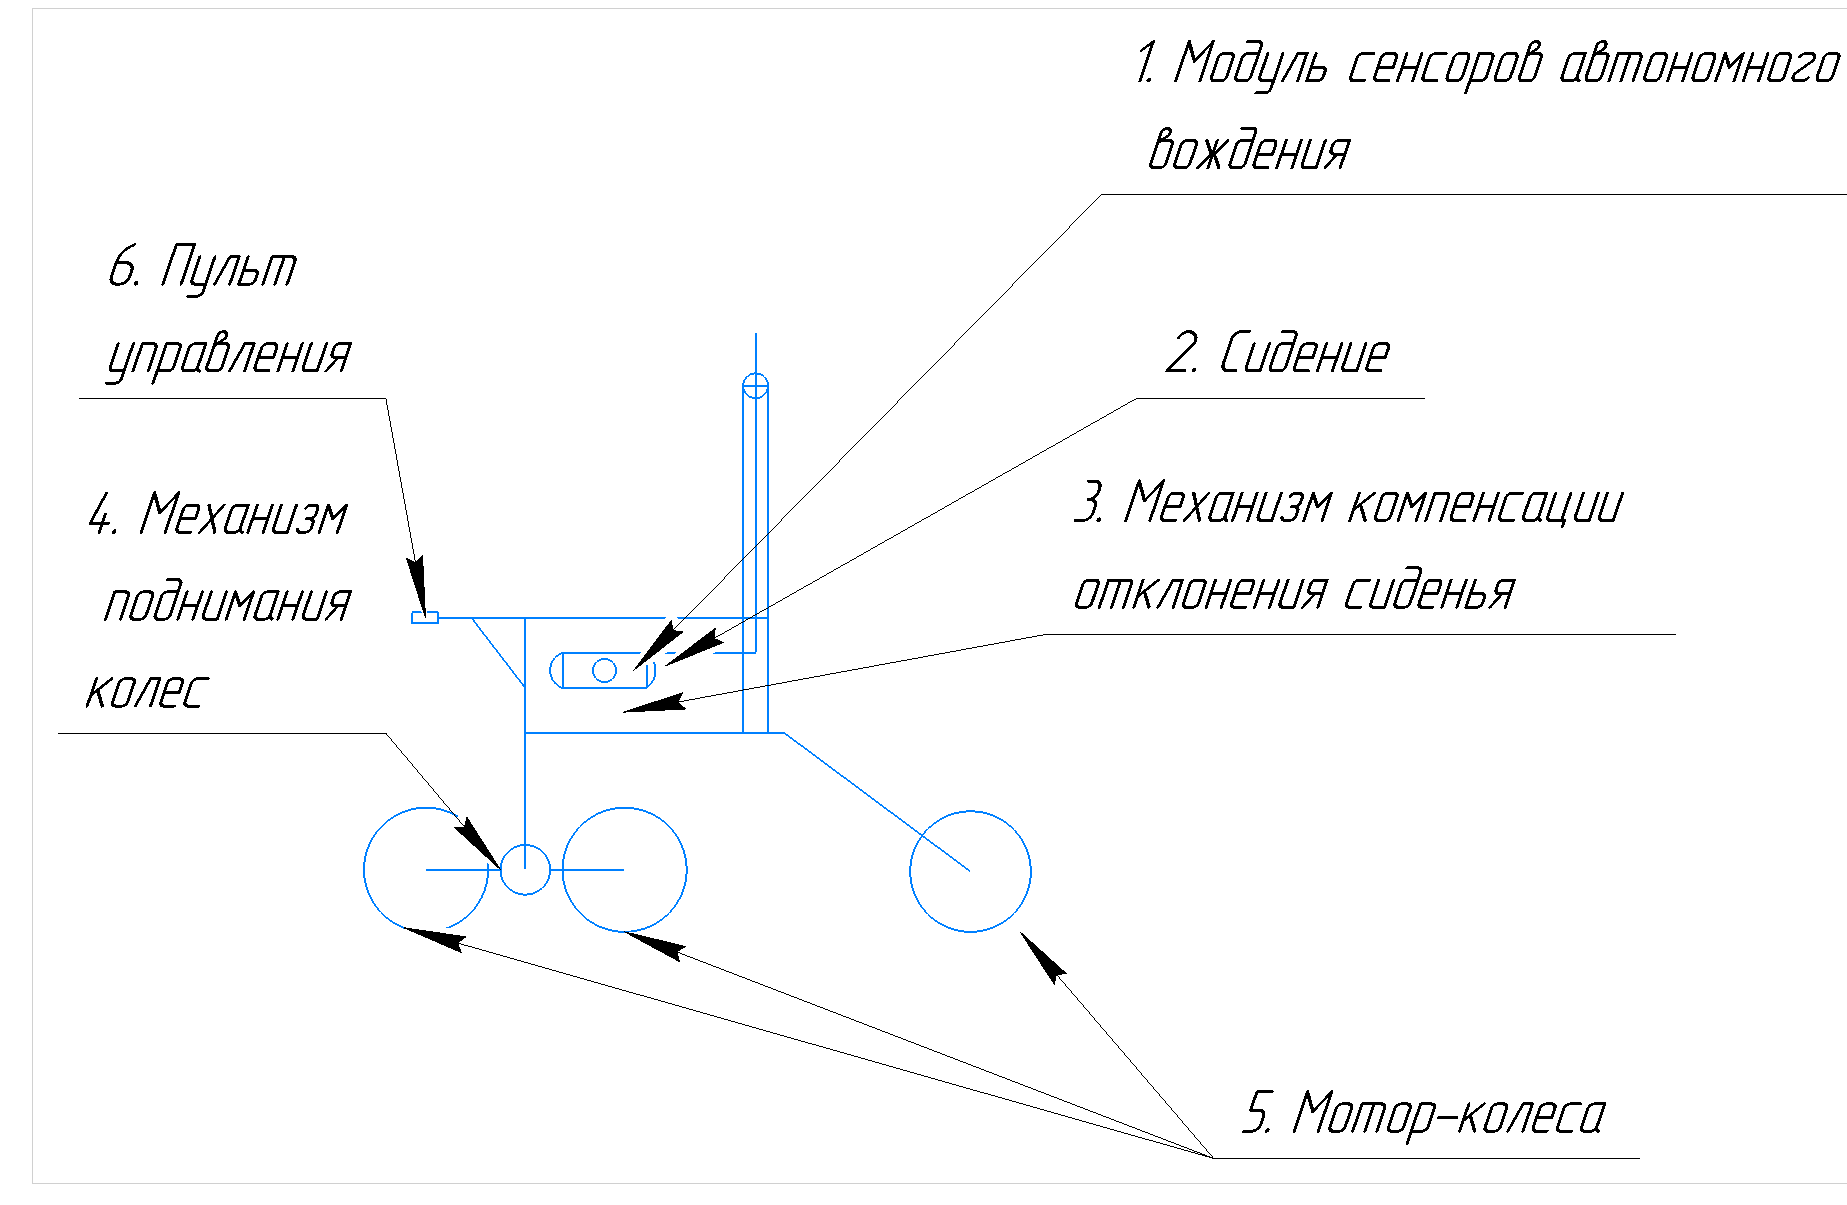 1. Модуль сенсоров автономного
вождения
6. Пульт
управления
2. Сидение
4. Механизм
поднимания
колес
3. Механизм компенсации
отклонения сиденья
5. Мотор-колеса